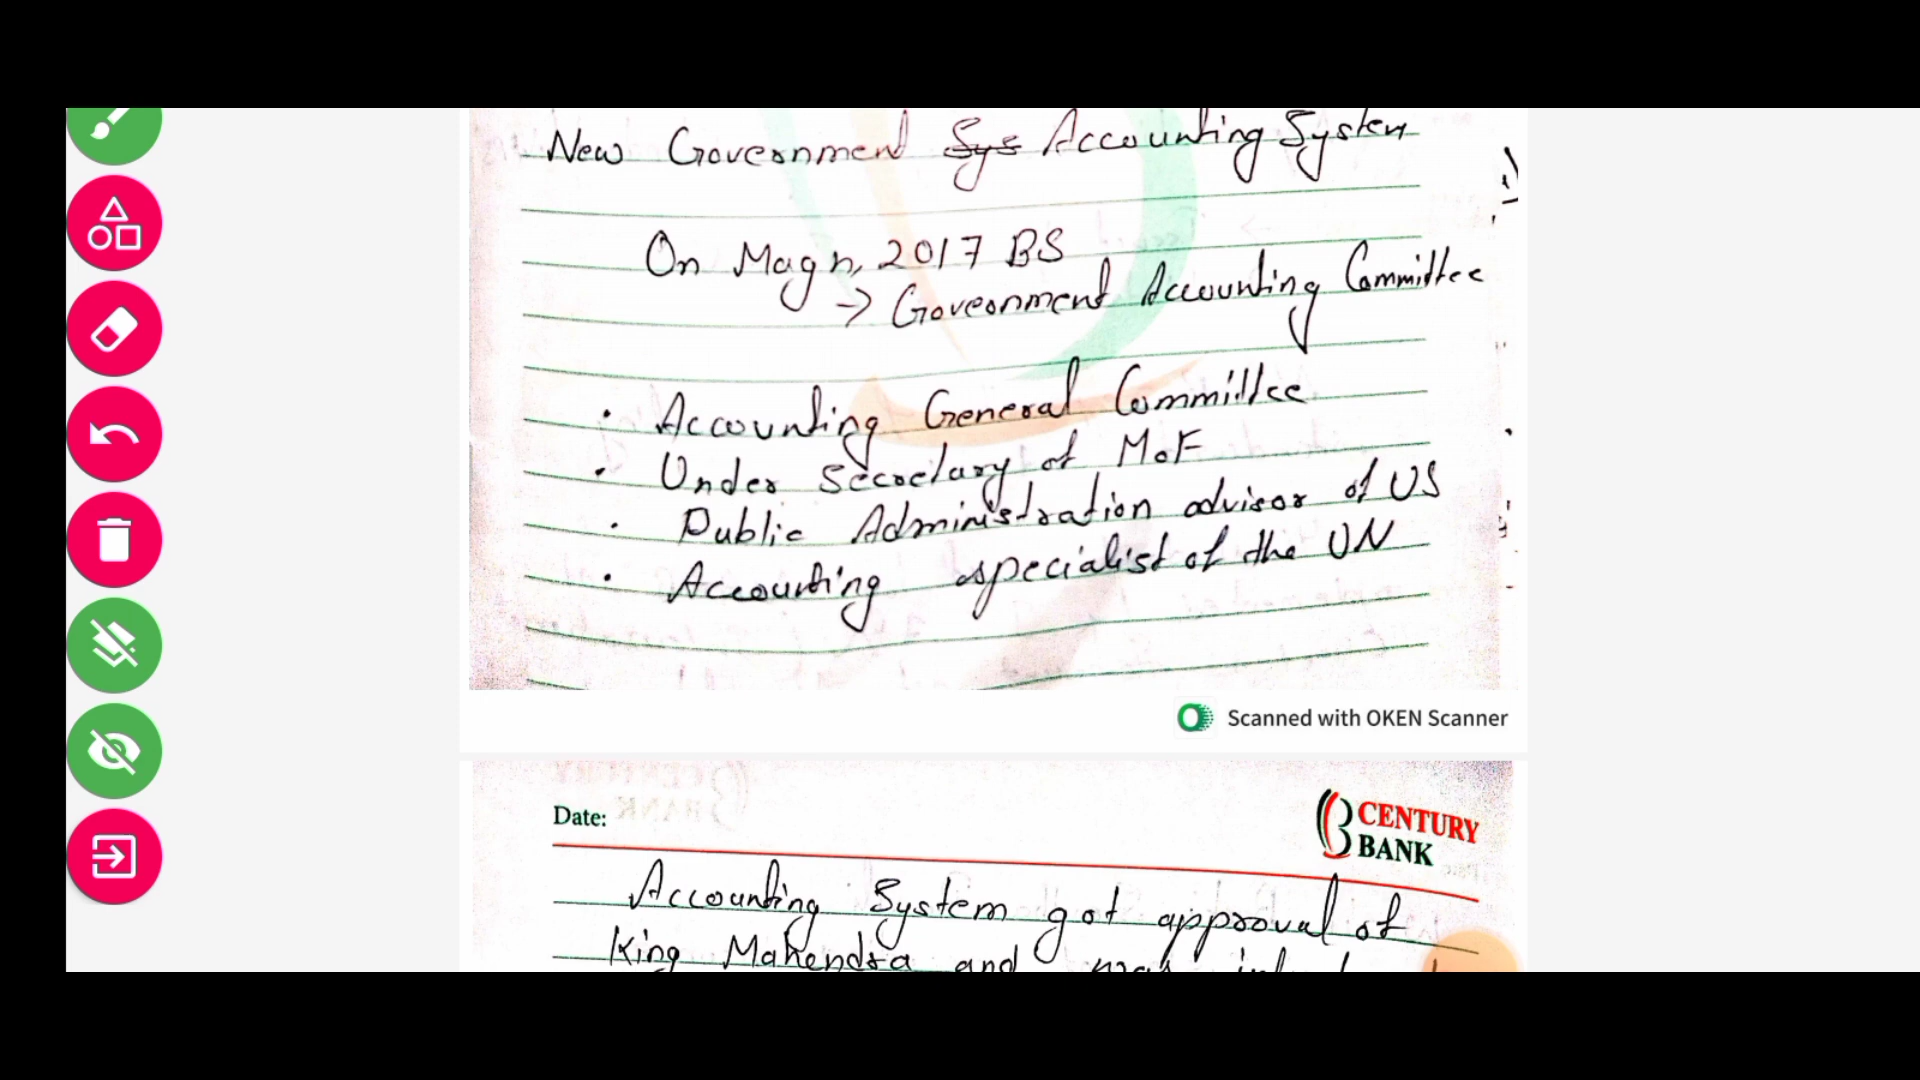 New Government Sys Accounting System
On Magh, 2017 BS
→ Government Accounting Committee
• Accounting General Committee
• Under Secretary of MoF
• Public Administration advisor of US
• Accounting specialist of the UN
Scanned with OKEN Scanner
Date:
CENTURY
BANK
Accounting System got approval of
King Mahendra and was